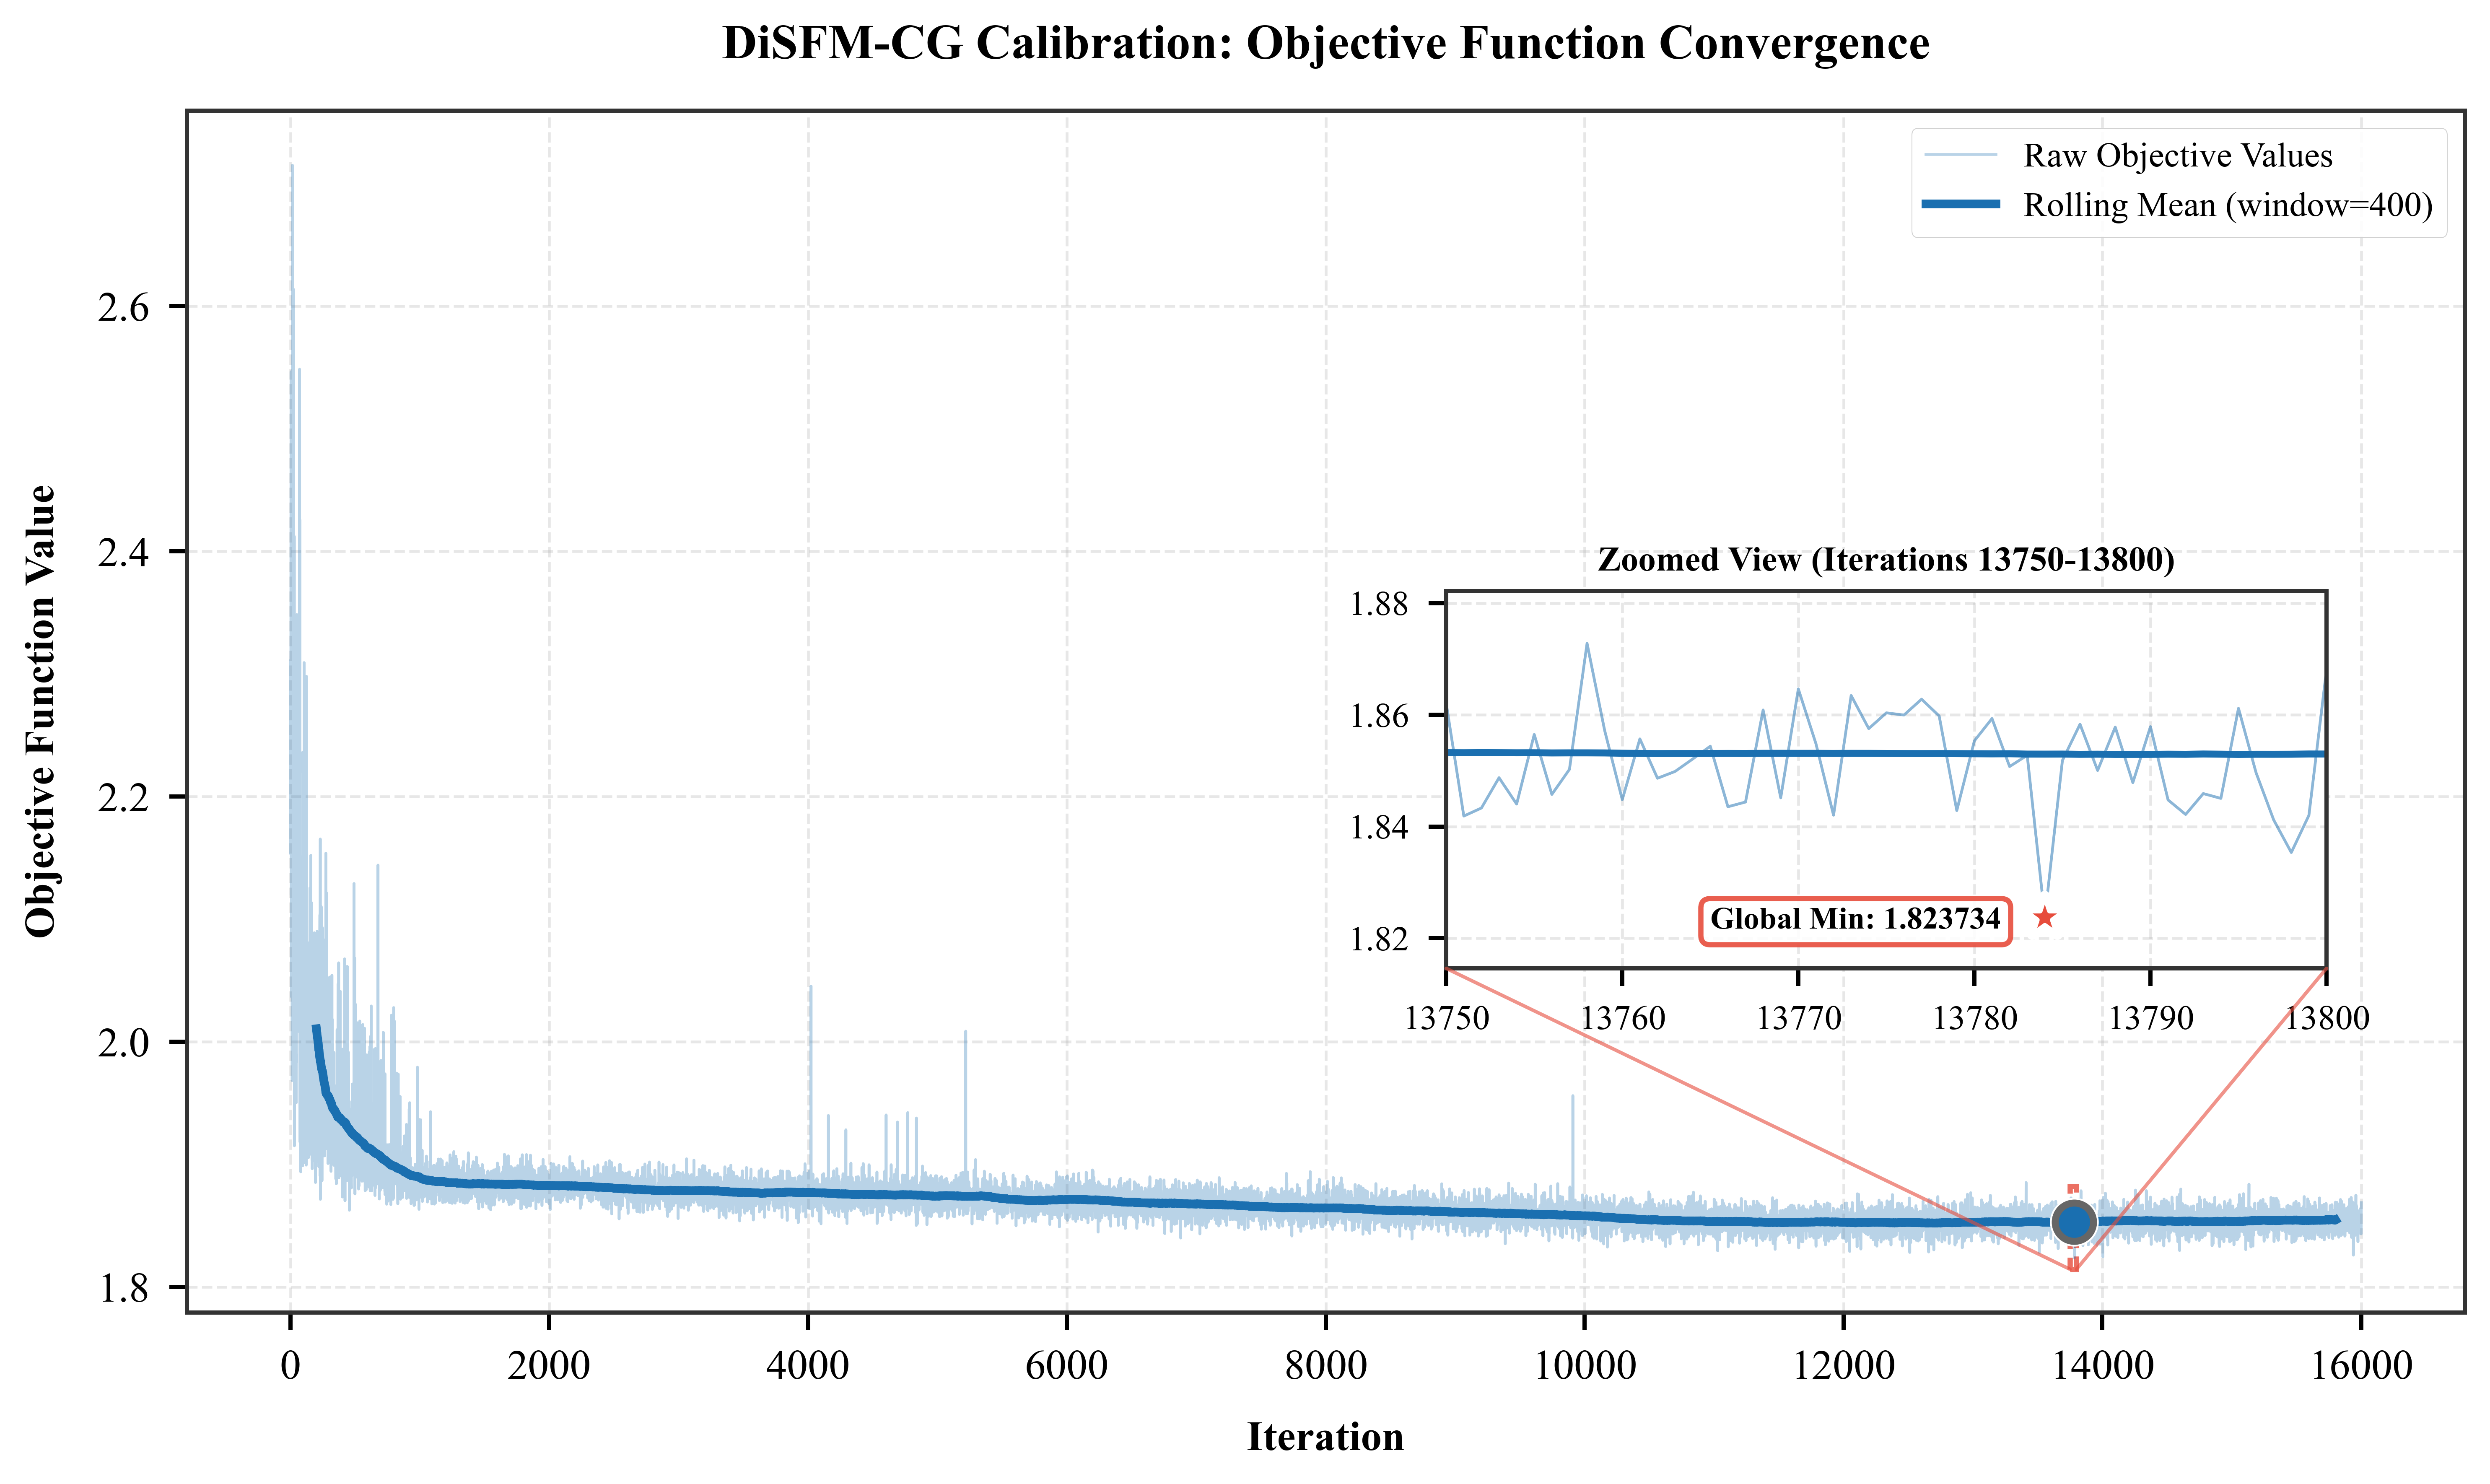 DiSFM-CG Calibration: Objective Function Convergence
Raw Objective Values
Rolling Mean (window=400)
Objective Function Value
2.6
2.4
2.2
2.0
1.8
Zoomed View (Iterations 13750-13800)
1.88
1.86
1.84
1.82
Global Min: 1.823734
13750 13760 13770 13780 13790 13800
0 2000 4000 6000 8000 10000 12000 14000 16000
Iteration